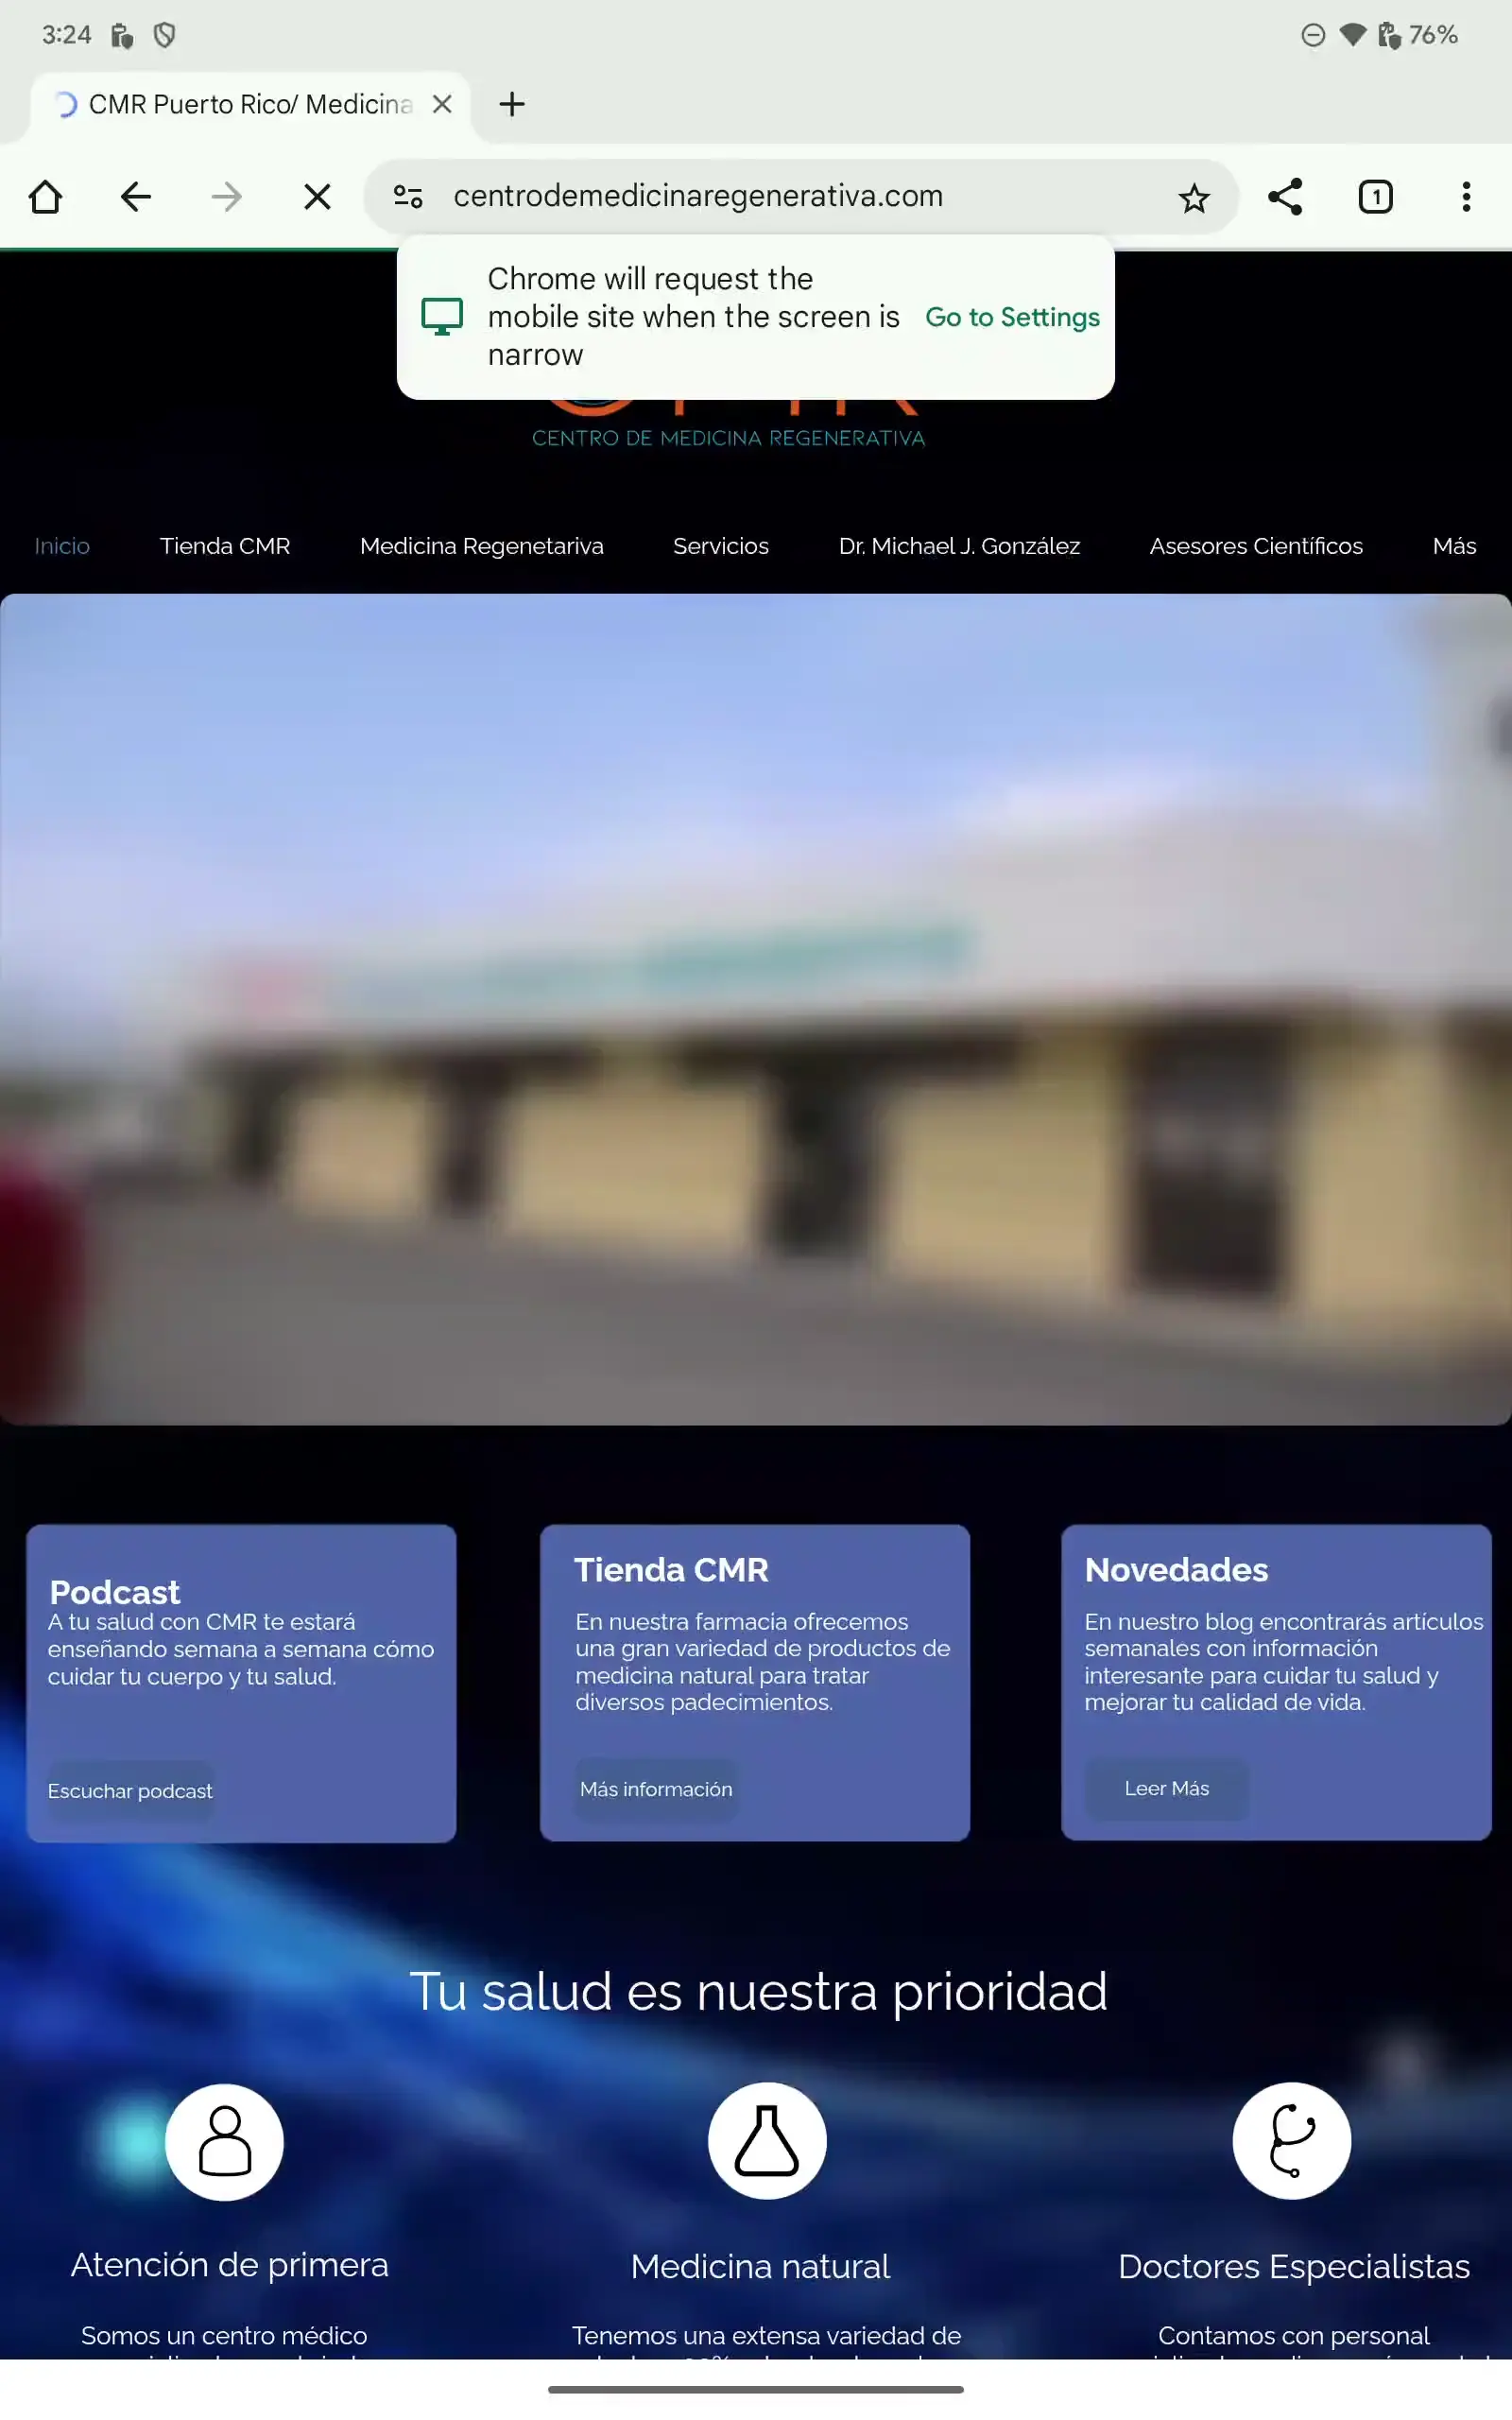 3:24
76%
CMR Puerto Rico/ Medicina
centrodemedicinaregenerativa.com
1
Chrome will request the
mobile site when the screen is
narrow
Go to Settings
CENTRO DE MEDICINA REGENERATIVA
Inicio
Tienda CMR
Medicina Regenetariva
Servicios
Dr. Michael J. González
Asesores Científicos
Más
Podcast
A tu salud con CMR te estará
enseñando semana a semana cómo
cuidar tu cuerpo y tu salud.
Escuchar podcast
Tienda CMR
En nuestra farmacia ofrecemos
una gran variedad de productos de
medicina natural para tratar
diversos padecimientos.
Más información
Novedades
En nuestro blog encontrarás artículos
semanales con información
interesante para cuidar tu salud y
mejorar tu calidad de vida.
Leer Más
Tu salud es nuestra prioridad
Atención de primera
Somos un centro médico
Medicina natural
Tenemos una extensa variedad de
Doctores Especialistas
Contamos con personal